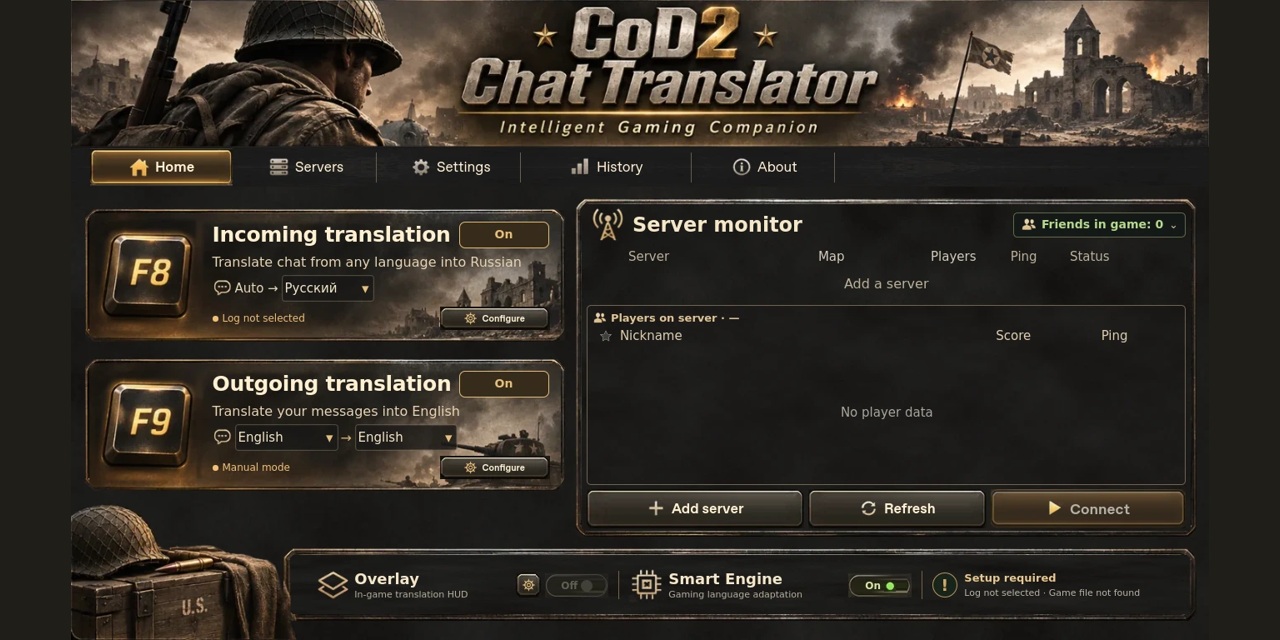 CoD2
Chat Translator
Intelligent Gaming Companion
Home Servers Settings History About
F8
Incoming translation On
Translate chat from any language into Russian
Auto → Русский ▾
Log not selected
Configure
F9
Outgoing translation On
Translate your messages into English
English ▾ → English ▾
Manual mode
Configure
Server monitor
Friends in game: 0
Server Map Players Ping Status
Add a server
Players on server · —
Nickname Score Ping
No player data
Add server Refresh Connect
U.S.
Overlay
In-game translation HUD
Off
Smart Engine
Gaming language adaptation
On
Setup required
Log not selected · Game file not found